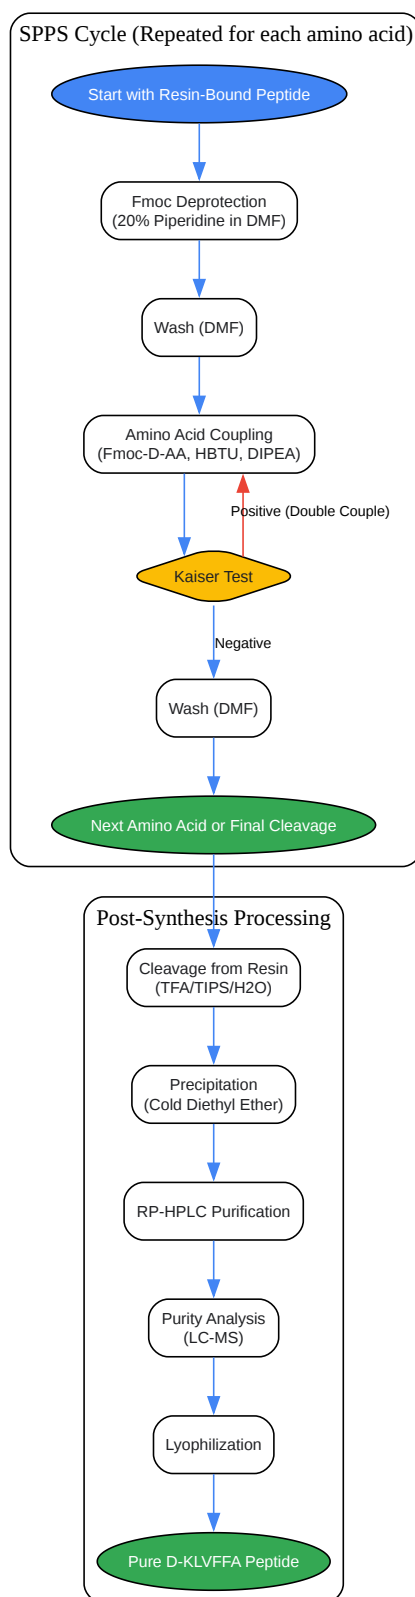 SPPS Cycle (Repeated for each amino acid)
Start with Resin-Bound Peptide
Fmoc Deprotection
(20% Piperidine in DMF)
Wash (DMF)
Amino Acid Coupling
(Fmoc-D-AA, HBTU, DIPEA)
Positive (Double Couple)
Kaiser Test
Negative
Wash (DMF)
Next Amino Acid or Final Cleavage
Post-Synthesis Processing
Cleavage from Resin
(TFA/TIPS/H2O)
Precipitation
(Cold Diethyl Ether)
RP-HPLC Purification
Purity Analysis
(LC-MS)
Lyophilization
Pure D-KLVFFA Peptide